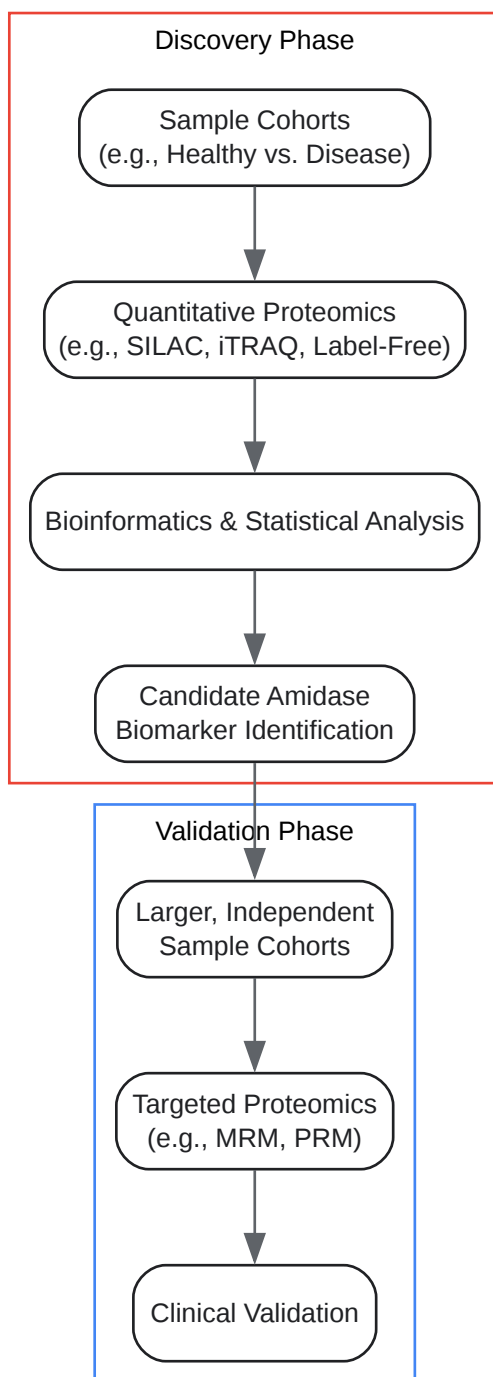 Discovery Phase
Sample Cohorts
(e.g., Healthy vs. Disease)
Quantitative Proteomics
(e.g., SILAC, iTRAQ, Label-Free)
Bioinformatics & Statistical Analysis
Candidate Amidase
Biomarker Identification
Validation Phase
Larger, Independent
Sample Cohorts
Targeted Proteomics
(e.g., MRM, PRM)
Clinical Validation